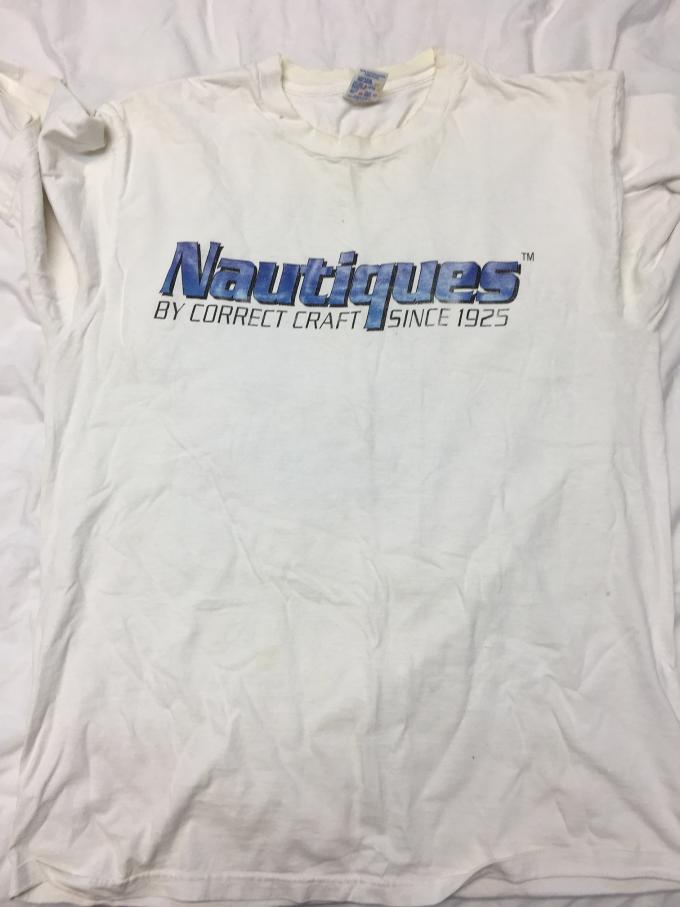 Nautiques™
BY CORRECT CRAFT SINCE 1925